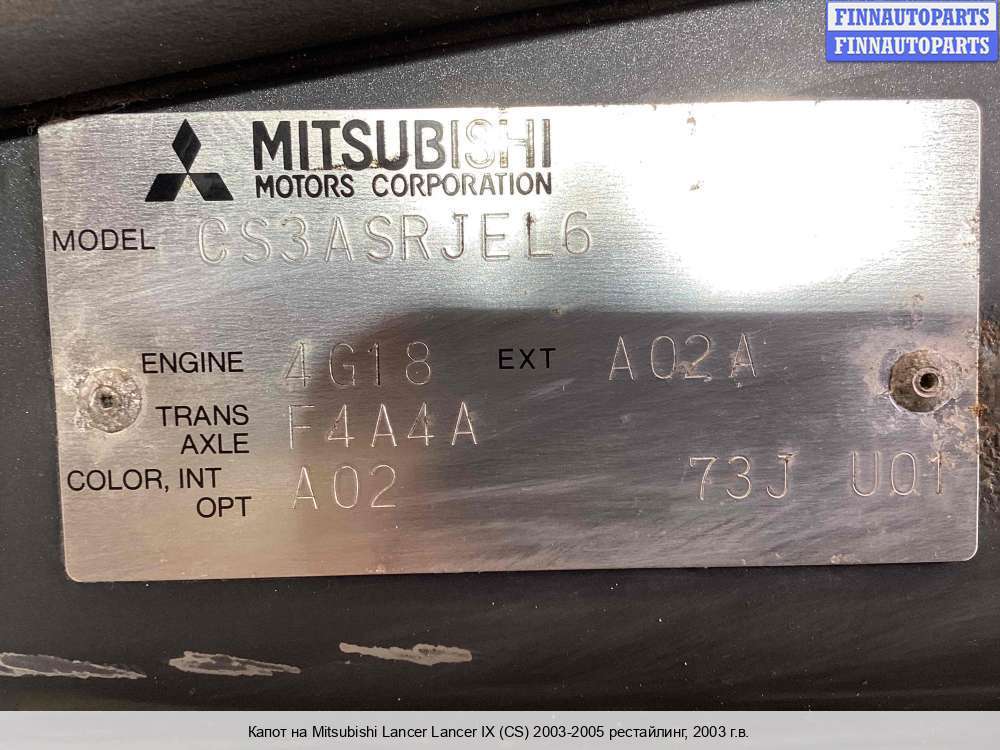 FINNAUTOPARTS
FINNAUTOPARTS
MITSUBISHI
MOTORS CORPORATION
MODEL CS3ASRJEL6
ENGINE 4G18 EXT A02A
TRANS
AXLE F4A4A
COLOR, INT
OPT A02 73J U01
Капот на Mitsubishi Lancer Lancer IX (CS) 2003-2005 рестайлинг, 2003 г.в.